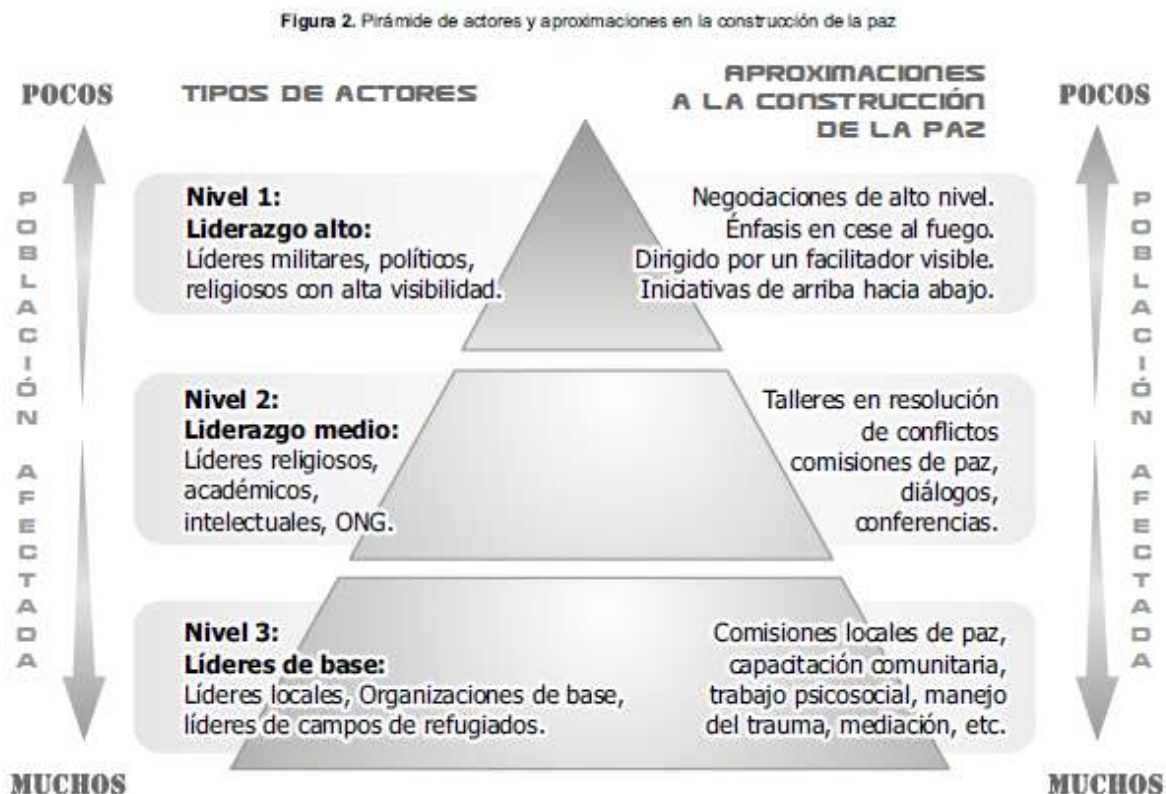 Figura 2. Pirámide de actores y aproximaciones en la construcción de la paz
POCOS
TIPOS DE ACTORES
APROXIMACIONES
A LA CONSTRUCCIÓN
DE LA PAZ
POCOS
POBLACIÓN AFECTADA
Nivel 1:
Liderazgo alto:
Líderes militares, políticos,
religiosos con alta visibilidad.
Negociaciones de alto nivel.
Énfasis en cese al fuego.
Dirigido por un facilitador visible.
Iniciativas de arriba hacia abajo.
Nivel 2:
Liderazgo medio:
Líderes religiosos,
académicos,
intelectuales, ONG.
Talleres en resolución
de conflictos
comisiones de paz,
diálogos,
conferencias.
Nivel 3:
Líderes de base:
Líderes locales, Organizaciones de base,
líderes de campos de refugiados.
Comisiones locales de paz,
capacitación comunitaria,
trabajo psicosocial, manejo
del trauma, mediación, etc.
POBLACIÓN AFECTADA
MUCHOS
MUCHOS